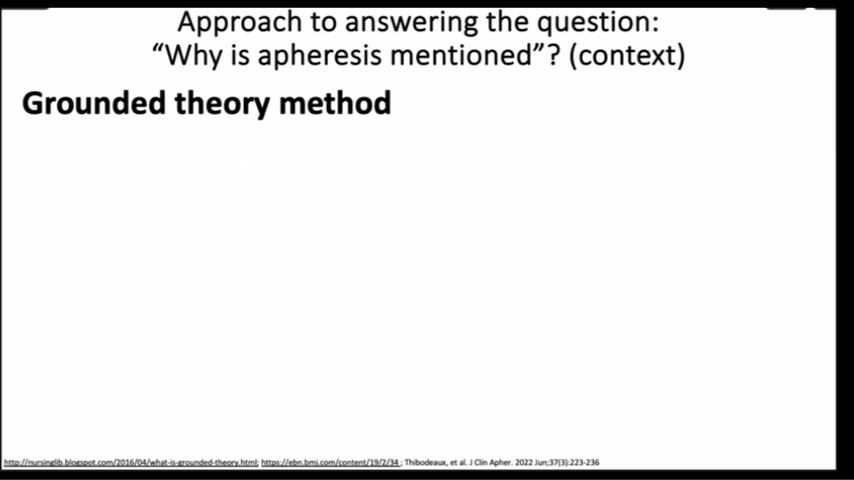 Approach to answering the question:
“Why is apheresis mentioned”? (context)
Grounded theory method
http://nursinglib.blogspot.com/2016/04/what-is-grounded-theory.html; https://ebn.bmj.com/content/19/2/34 ; Thibodeaux, et al. J Clin Apher. 2022 Jun;37(3):223-236